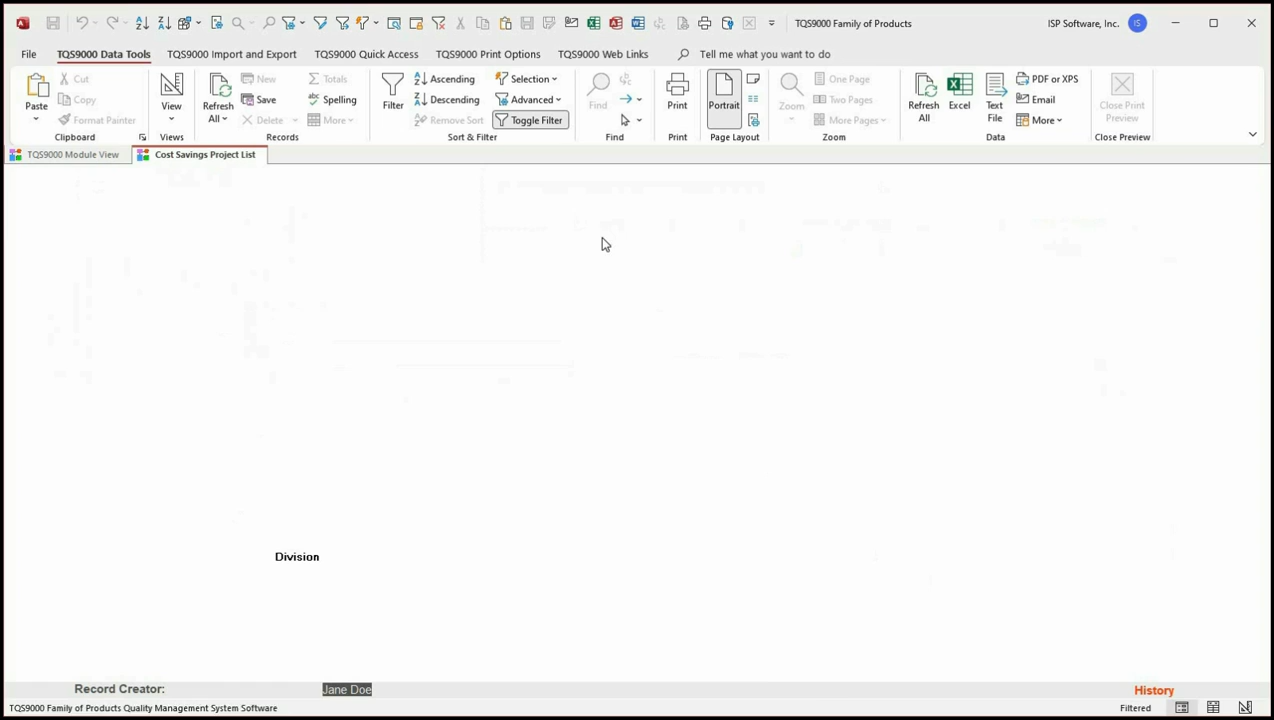 TQS9000 Family of Products
ISP Software, Inc.
IS
File
TQS9000 Data Tools
TQS9000 Import and Export
TQS9000 Quick Access
TQS9000 Print Options
TQS9000 Web Links
Tell me what you want to do
Paste
Cut
Copy
Format Painter
Clipboard
View
Views
Refresh
All
New
Save
Delete
Totals
Spelling
More
Records
Filter
Ascending
Descending
Remove Sort
Selection
Advanced
Toggle Filter
Sort & Filter
Find
Find
Print
Print
Portrait
Page Layout
Zoom
One Page
Two Pages
More Pages
Zoom
Refresh
All
Excel
Text
File
PDF or XPS
Email
More
Data
Close Print
Preview
Close Preview
TQS9000 Module View
Cost Savings Project List
Division
Record Creator:
Jane Doe
History
TQS9000 Family of Products Quality Management System Software
Filtered